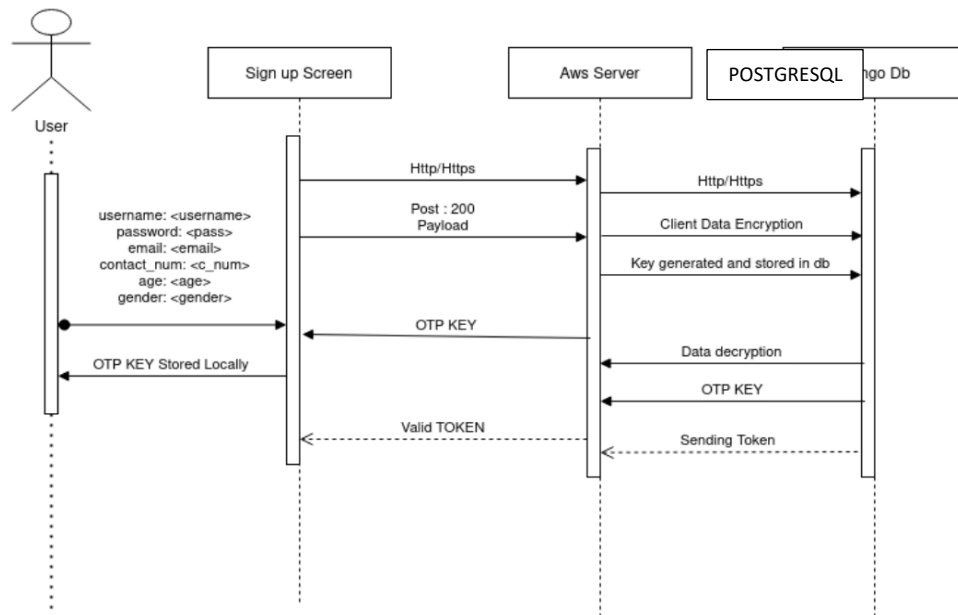 User
Sign up Screen
Aws Server
POSTGRESQL
ngo Db
Http/Https
Http/Https
Post : 200
Payload
Client Data Encryption
Key generated and stored in db
username: <username>
password: <pass>
email: <email>
contact_num: <c_num>
age: <age>
gender: <gender>
OTP KEY
OTP KEY Stored Locally
Data decryption
OTP KEY
Valid TOKEN
Sending Token